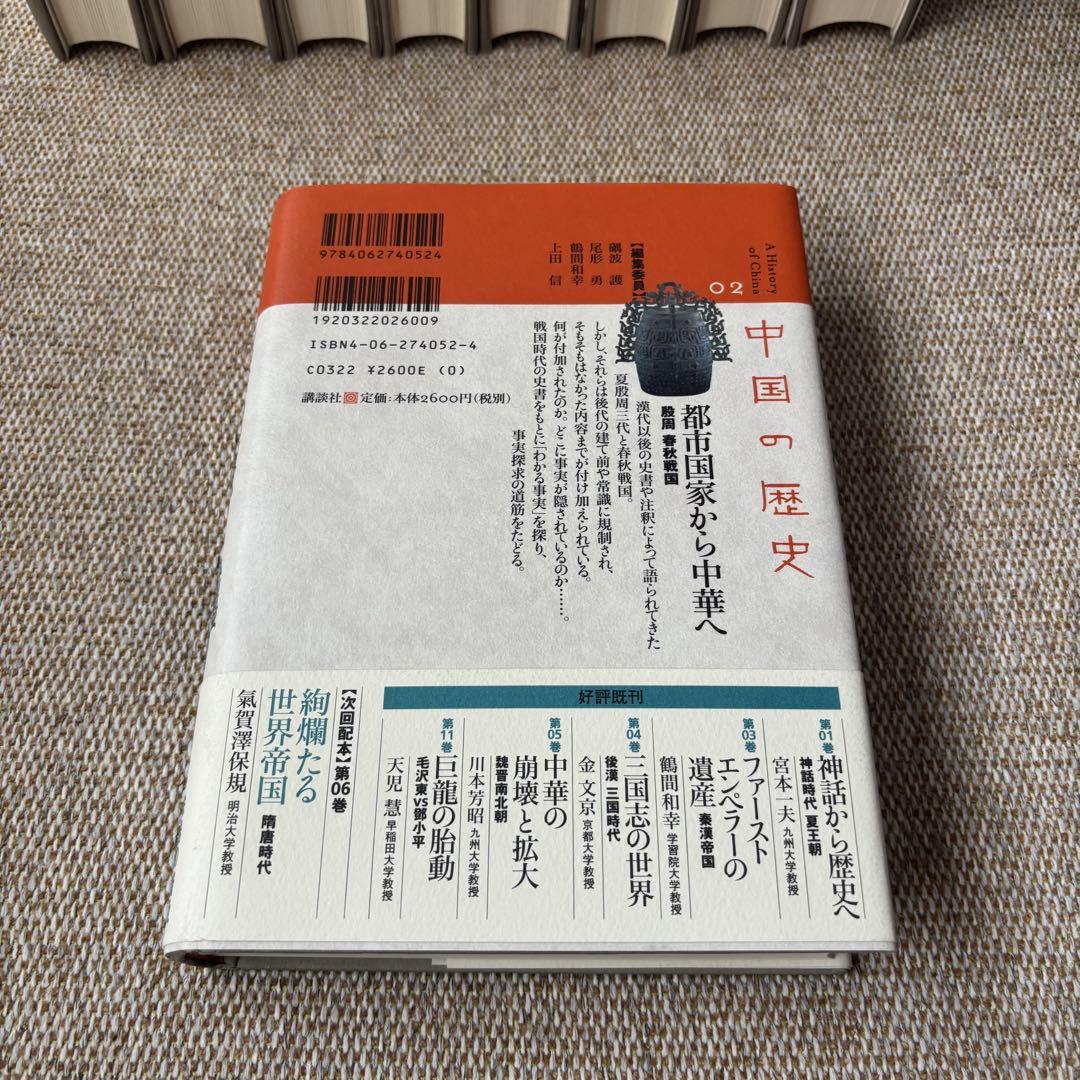 A History
of China
02
中国の歴史
都市国家から中華へ
殷周 春秋戦国
漢代以後の史書や注釈によって語られてきた
夏殷周三代と春秋戦国。
しかし、それらは後代の建て前や常識に規制され、
そもそもはなかった内容までが付け加えられている。
何が付加されたのか。どこに事実が隠されているのか……。
戦国時代の史書をもとに「わかる事実」を探り、
事実探求の道筋をたどる。
【編集委員】
礪波 護
尾形 勇
鶴間和幸
上田 信
9784062740524
1920322026009
ISBN4-06-274052-4
C0322 ¥2600E (0)
講談社 定価:本体2600円(税別)
好評既刊
第01巻 神話から歴史へ
神話時代 夏王朝
宮本一夫 九州大学教授
第03巻 ファースト
エンペラーの
遺産 秦漢帝国
鶴間和幸 学習院大学教授
第04巻 三国志の世界
後漢 三国時代
金 文京 京都大学教授
第05巻 中華の
崩壊と拡大
魏晋南北朝
川本芳昭 九州大学教授
第11巻 巨龍の胎動
毛沢東vs鄧小平
天児 慧 早稲田大学教授
【次回配本】第06巻
絢爛たる
世界帝国 隋唐時代
氣賀澤保規 明治大学教授